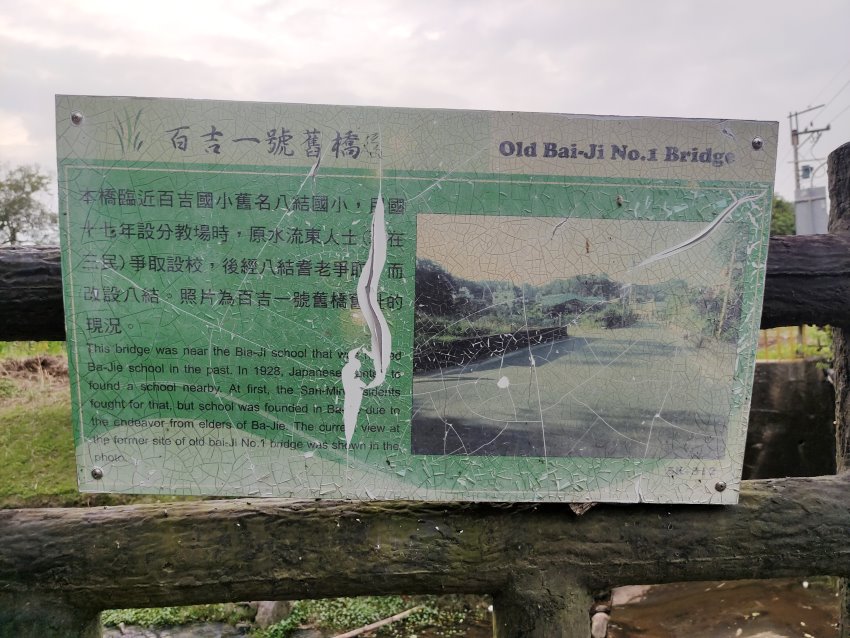 百吉一號舊橋
Old Bai-Ji No.1 Bridge
本橋臨近百吉國小舊名八結國小，國
十七年設分教場時，原水流東人士（在
三民）爭取設校，後經八結耆老爭取而
改設八結。照片為百吉一號舊橋的
現況。
This bridge was near the Bia-Ji school that
Ba-Jie school in the past. In 1928, Japanese to
found a school nearby. At first, the San-Min
fought for that, but school was founded in due to
the endeavor from elders of Ba-Jie. The current view at
the former site of old bai-Ji No.1 bridge was shown in the
photo.